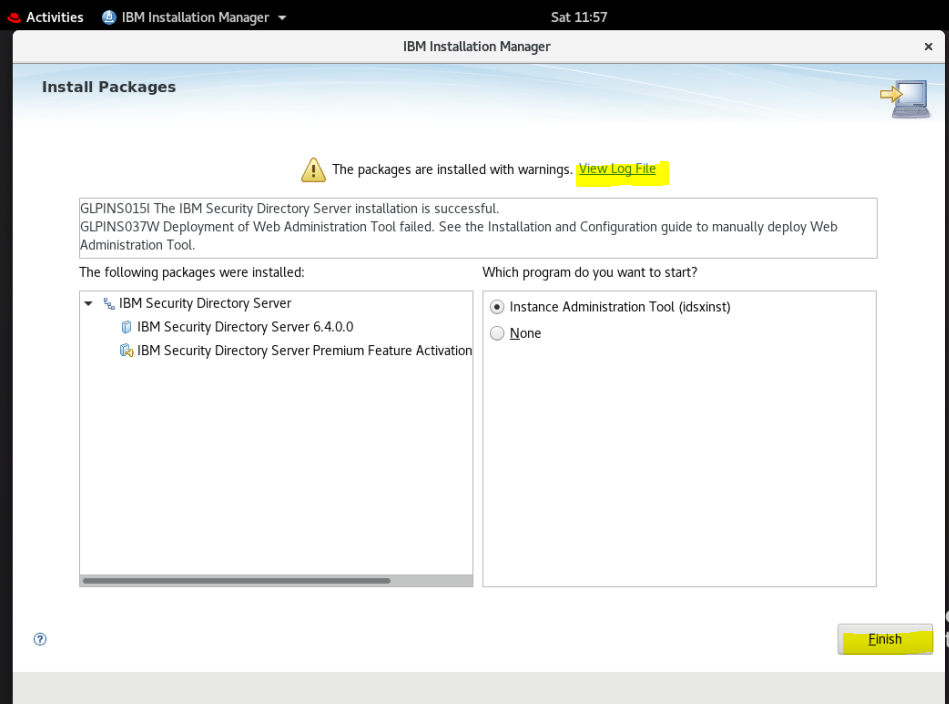 Activities
IBM Installation Manager
Sat 11:57
IBM Installation Manager
×
Install Packages
The packages are installed with warnings. View Log File
GLPINS015I The IBM Security Directory Server installation is successful.
GLPINS037W Deployment of Web Administration Tool failed. See the Installation and Configuration guide to manually deploy Web
Administration Tool.
The following packages were installed:
IBM Security Directory Server
IBM Security Directory Server 6.4.0.0
IBM Security Directory Server Premium Feature Activation
Which program do you want to start?
Instance Administration Tool (idsxinst)
None
?
Finish